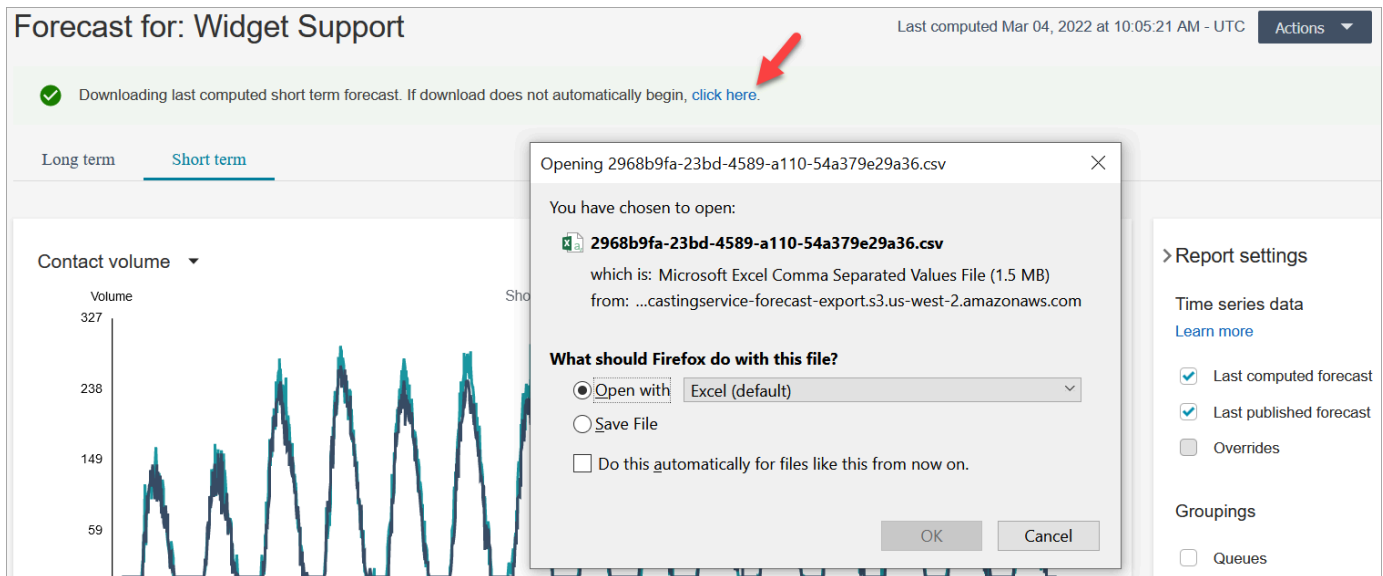 Forecast for: Widget Support
Last computed Mar 04, 2022 at 10:05:21 AM - UTC
Actions
Downloading last computed short term forecast. If download does not automatically begin, click here.
Long term
Short term
Opening 2968b9fa-23bd-4589-a110-54a379e29a36.csv
You have chosen to open:
2968b9fa-23bd-4589-a110-54a379e29a36.csv
which is: Microsoft Excel Comma Separated Values File (1.5 MB)
from: ...castingservice-forecast-export.s3.us-west-2.amazonaws.com
What should Firefox do with this file?
Open with
Excel (default)
Save File
Do this automatically for files like this from now on.
OK
Cancel
Contact volume
Volume
327
238
149
59
Report settings
Time series data
Learn more
Last computed forecast
Last published forecast
Overrides
Groupings
Queues